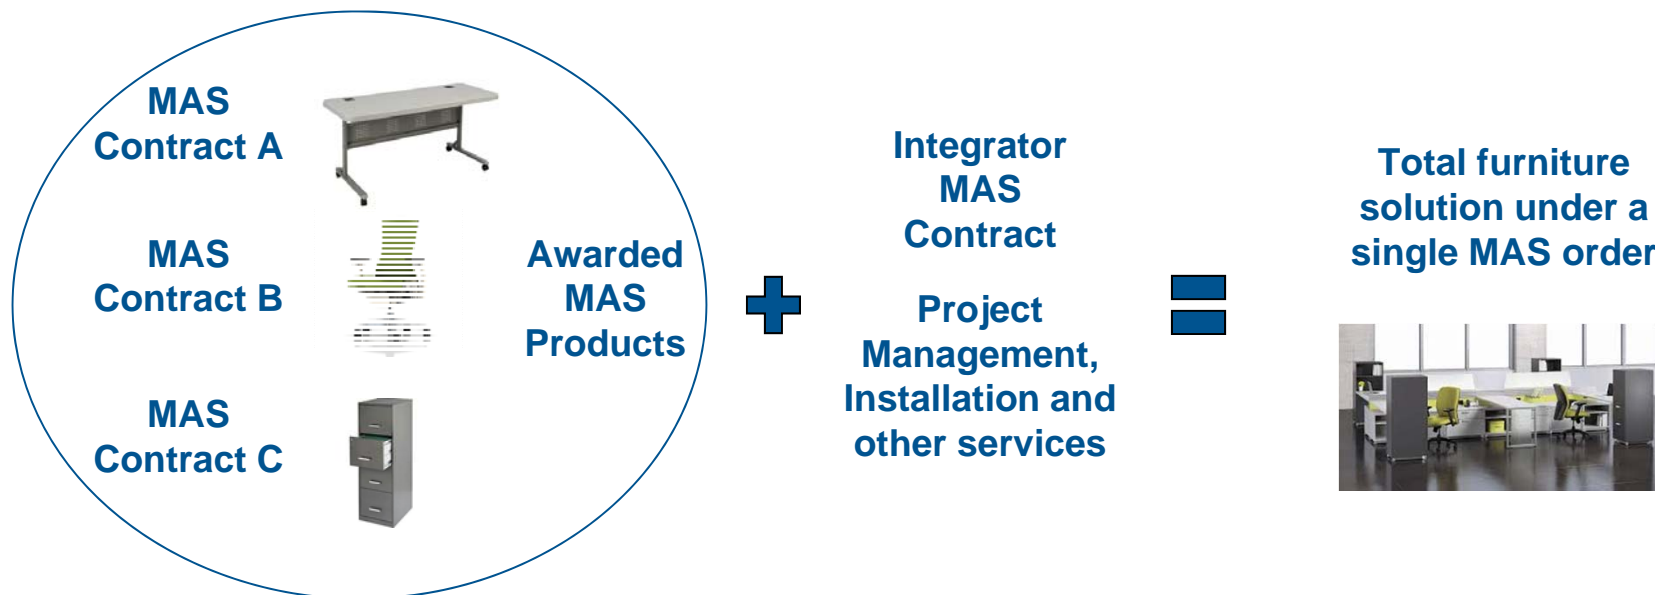 MAS
Contract A
MAS
Contract B
MAS
Contract C
Awarded
MAS
Products
Integrator
MAS
Contract
Project
Management,
Installation and
other services
Total furniture
solution under a
single MAS order